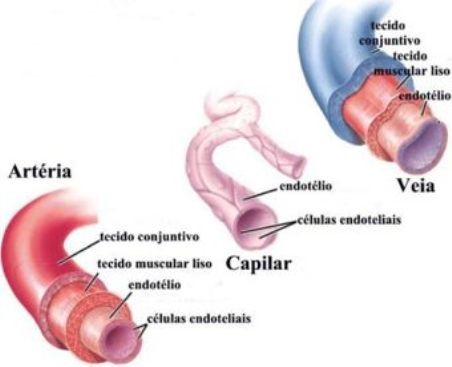 tecido
conjuntivo
tecido
muscular liso
endotélio
Veia
endotélio
células endoteliais
Capilar
Artéria
tecido conjuntivo
tecido muscular liso
endotélio
células endoteliais